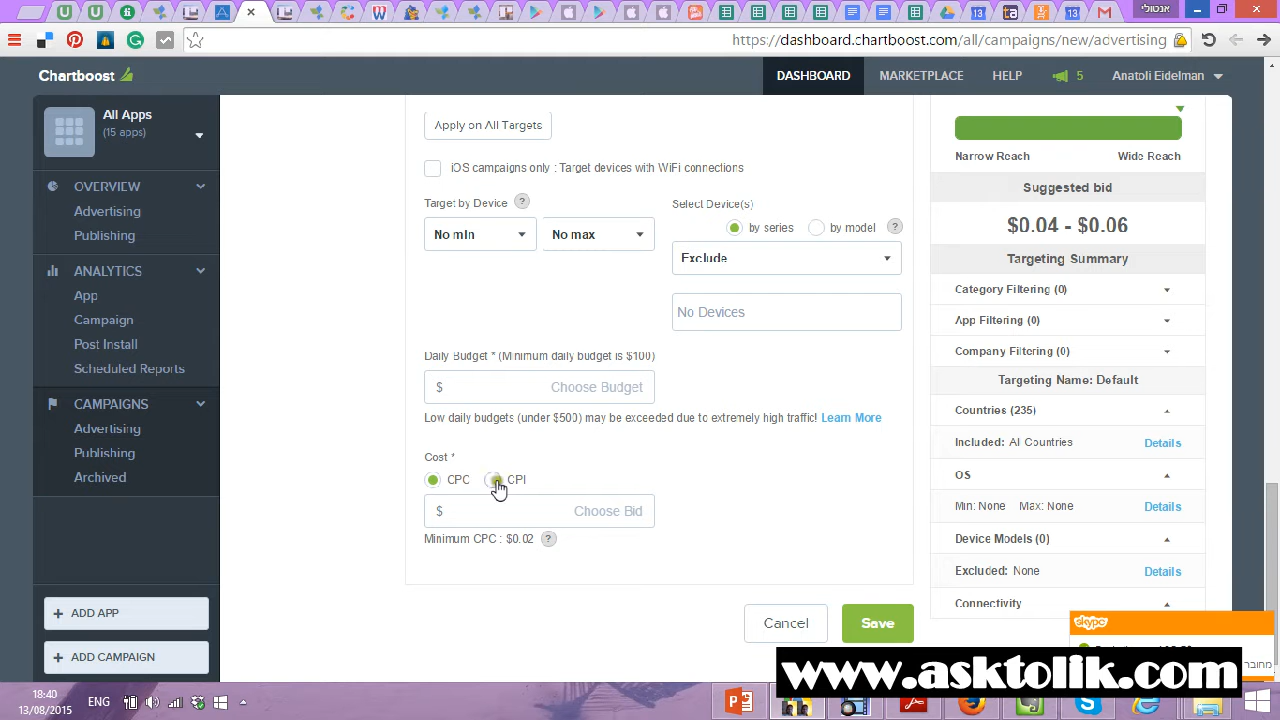 אנטולי
https://dashboard.chartboost.com/all/campaigns/new/advertising
Chartboost
DASHBOARD
MARKETPLACE
HELP
5
Anatoli Eidelman
All Apps
(15 apps)
OVERVIEW
Advertising
Publishing
ANALYTICS
App
Campaign
Post Install
Scheduled Reports
CAMPAIGNS
Advertising
Publishing
Archived
+ ADD APP
+ ADD CAMPAIGN
Apply on All Targets
iOS campaigns only : Target devices with WiFi connections
Target by Device ?
No min
No max
Select Device(s)
by series
by model ?
Exclude
No Devices
Daily Budget * (Minimum daily budget is $100)
$ Choose Budget
Low daily budgets (under $500) may be exceeded due to extremely high traffic! Learn More
Cost *
CPC
CPI
$ Choose Bid
Minimum CPC : $0.02 ?
Cancel
Save
Narrow Reach
Wide Reach
Suggested bid
$0.04 - $0.06
Targeting Summary
Category Filtering (0)
App Filtering (0)
Company Filtering (0)
Targeting Name: Default
Countries (235)
Included: All Countries
Details
OS
Min: None Max: None
Details
Device Models (0)
Excluded: None
Details
Connectivity
skype
www.asktolik.com
18:40
13/08/2015
ENG